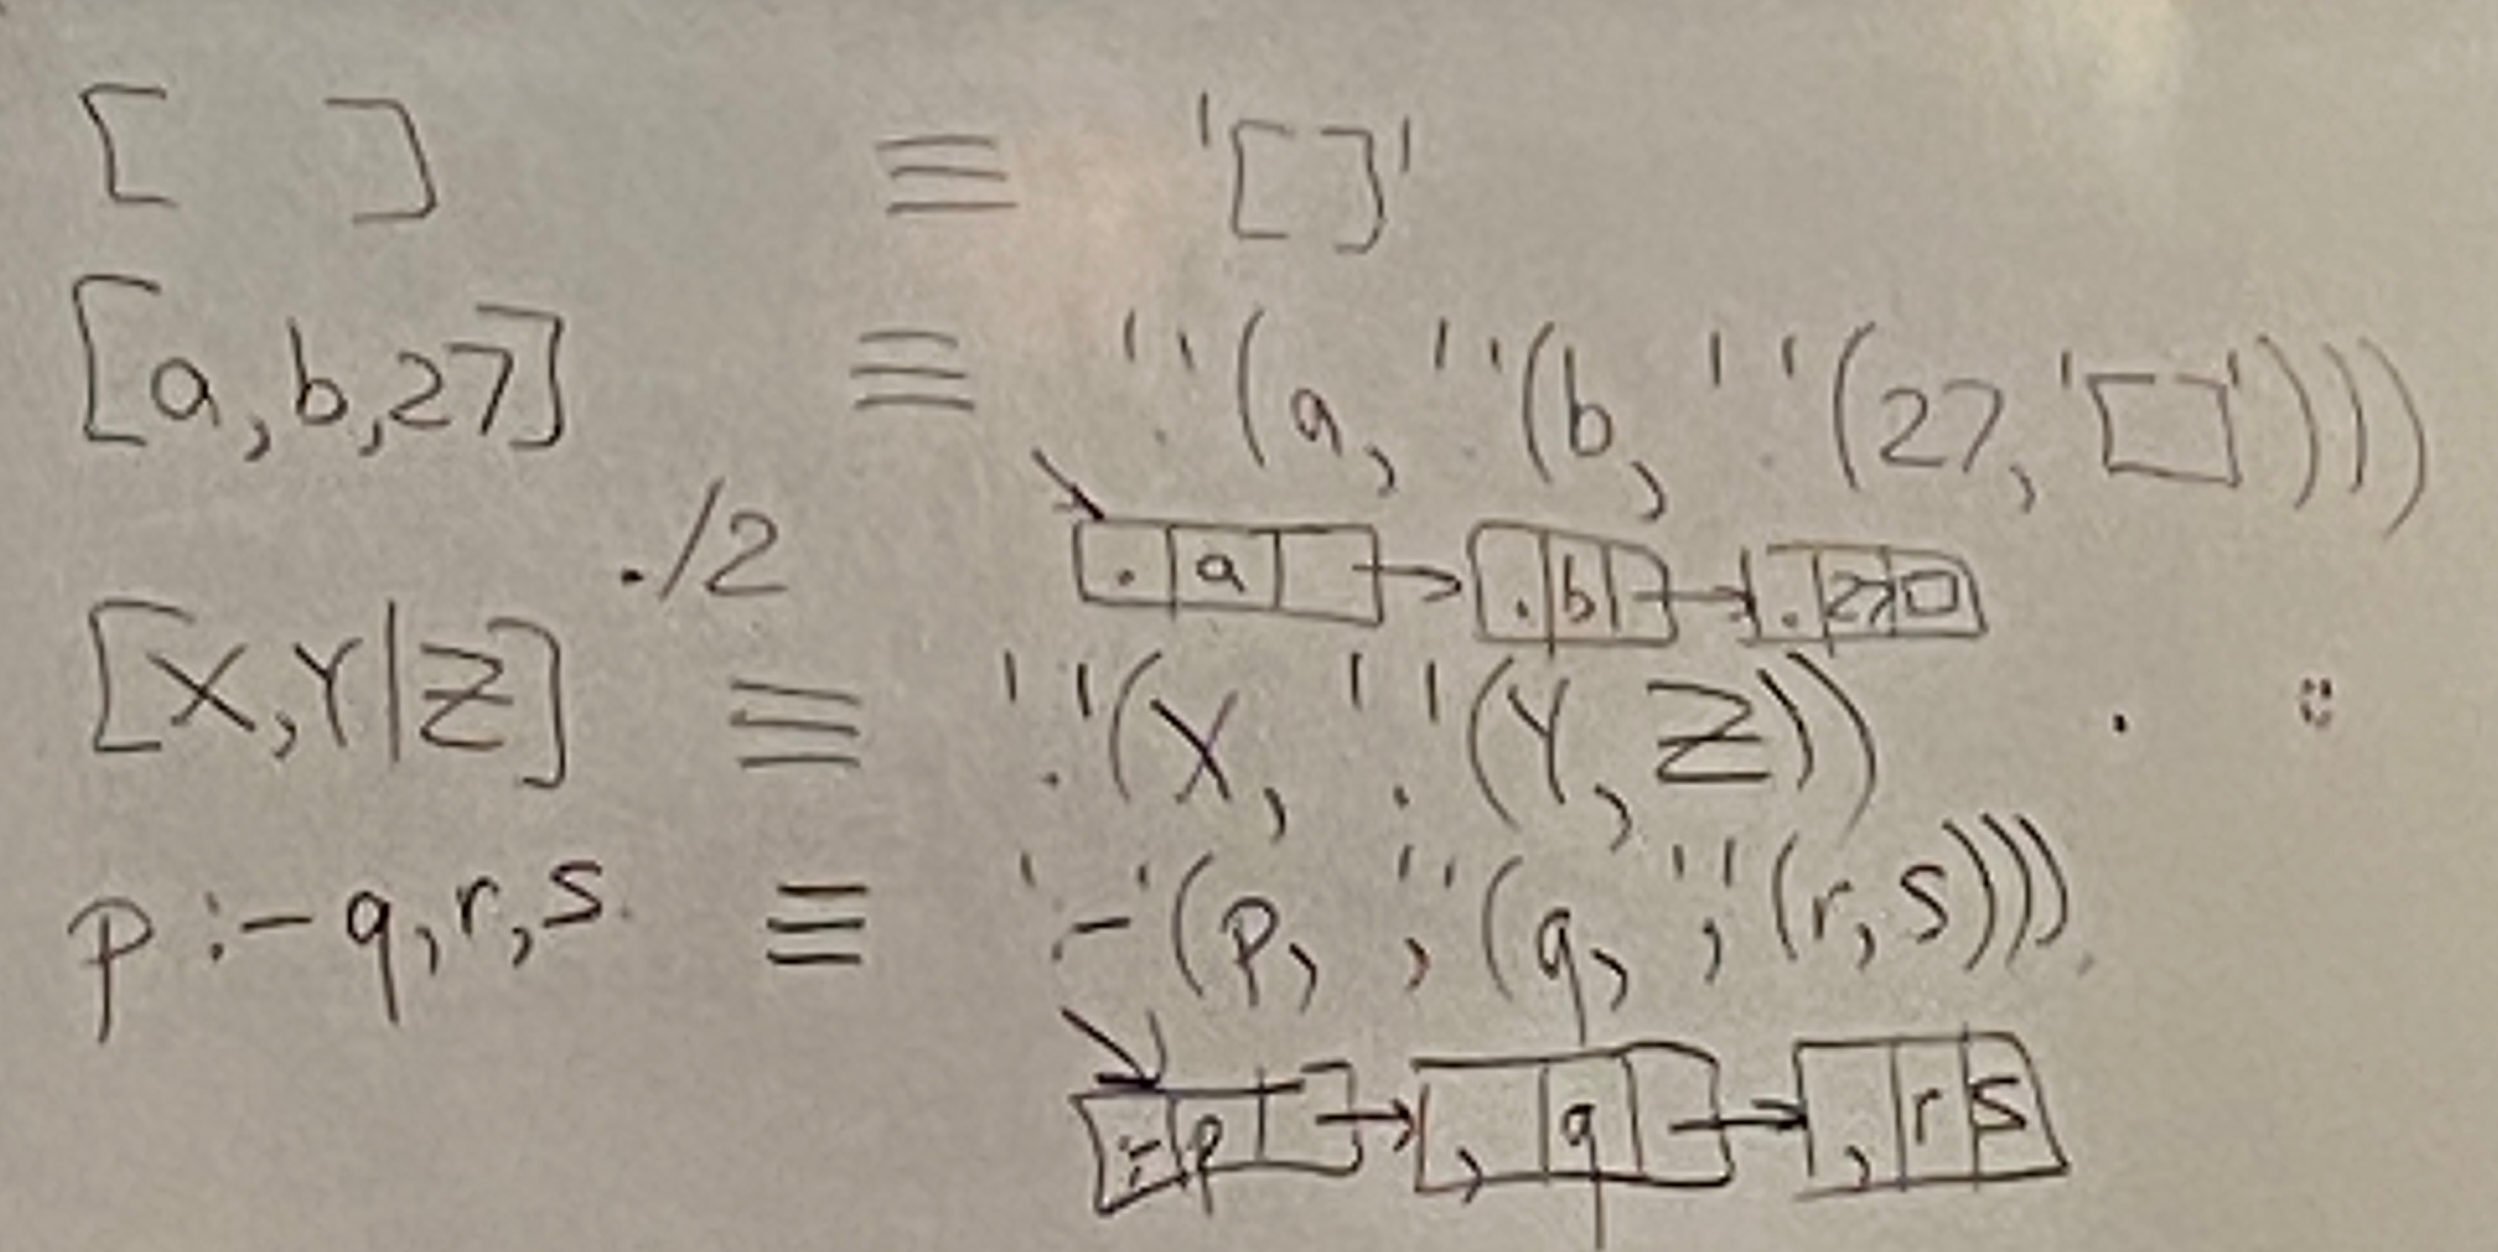 [ ] ≡ '[]'
[a,b,27] ≡ '.'(a, '.'(b, '.'(27, '[]')))
./2
. a . b . 27 []
[X,Y|Z] ≡ '.'(X, '.'(Y, Z))
p :- q,r,s. ≡ ':-'(p, ','(q, ','(r,s))).
:- p , q , r s